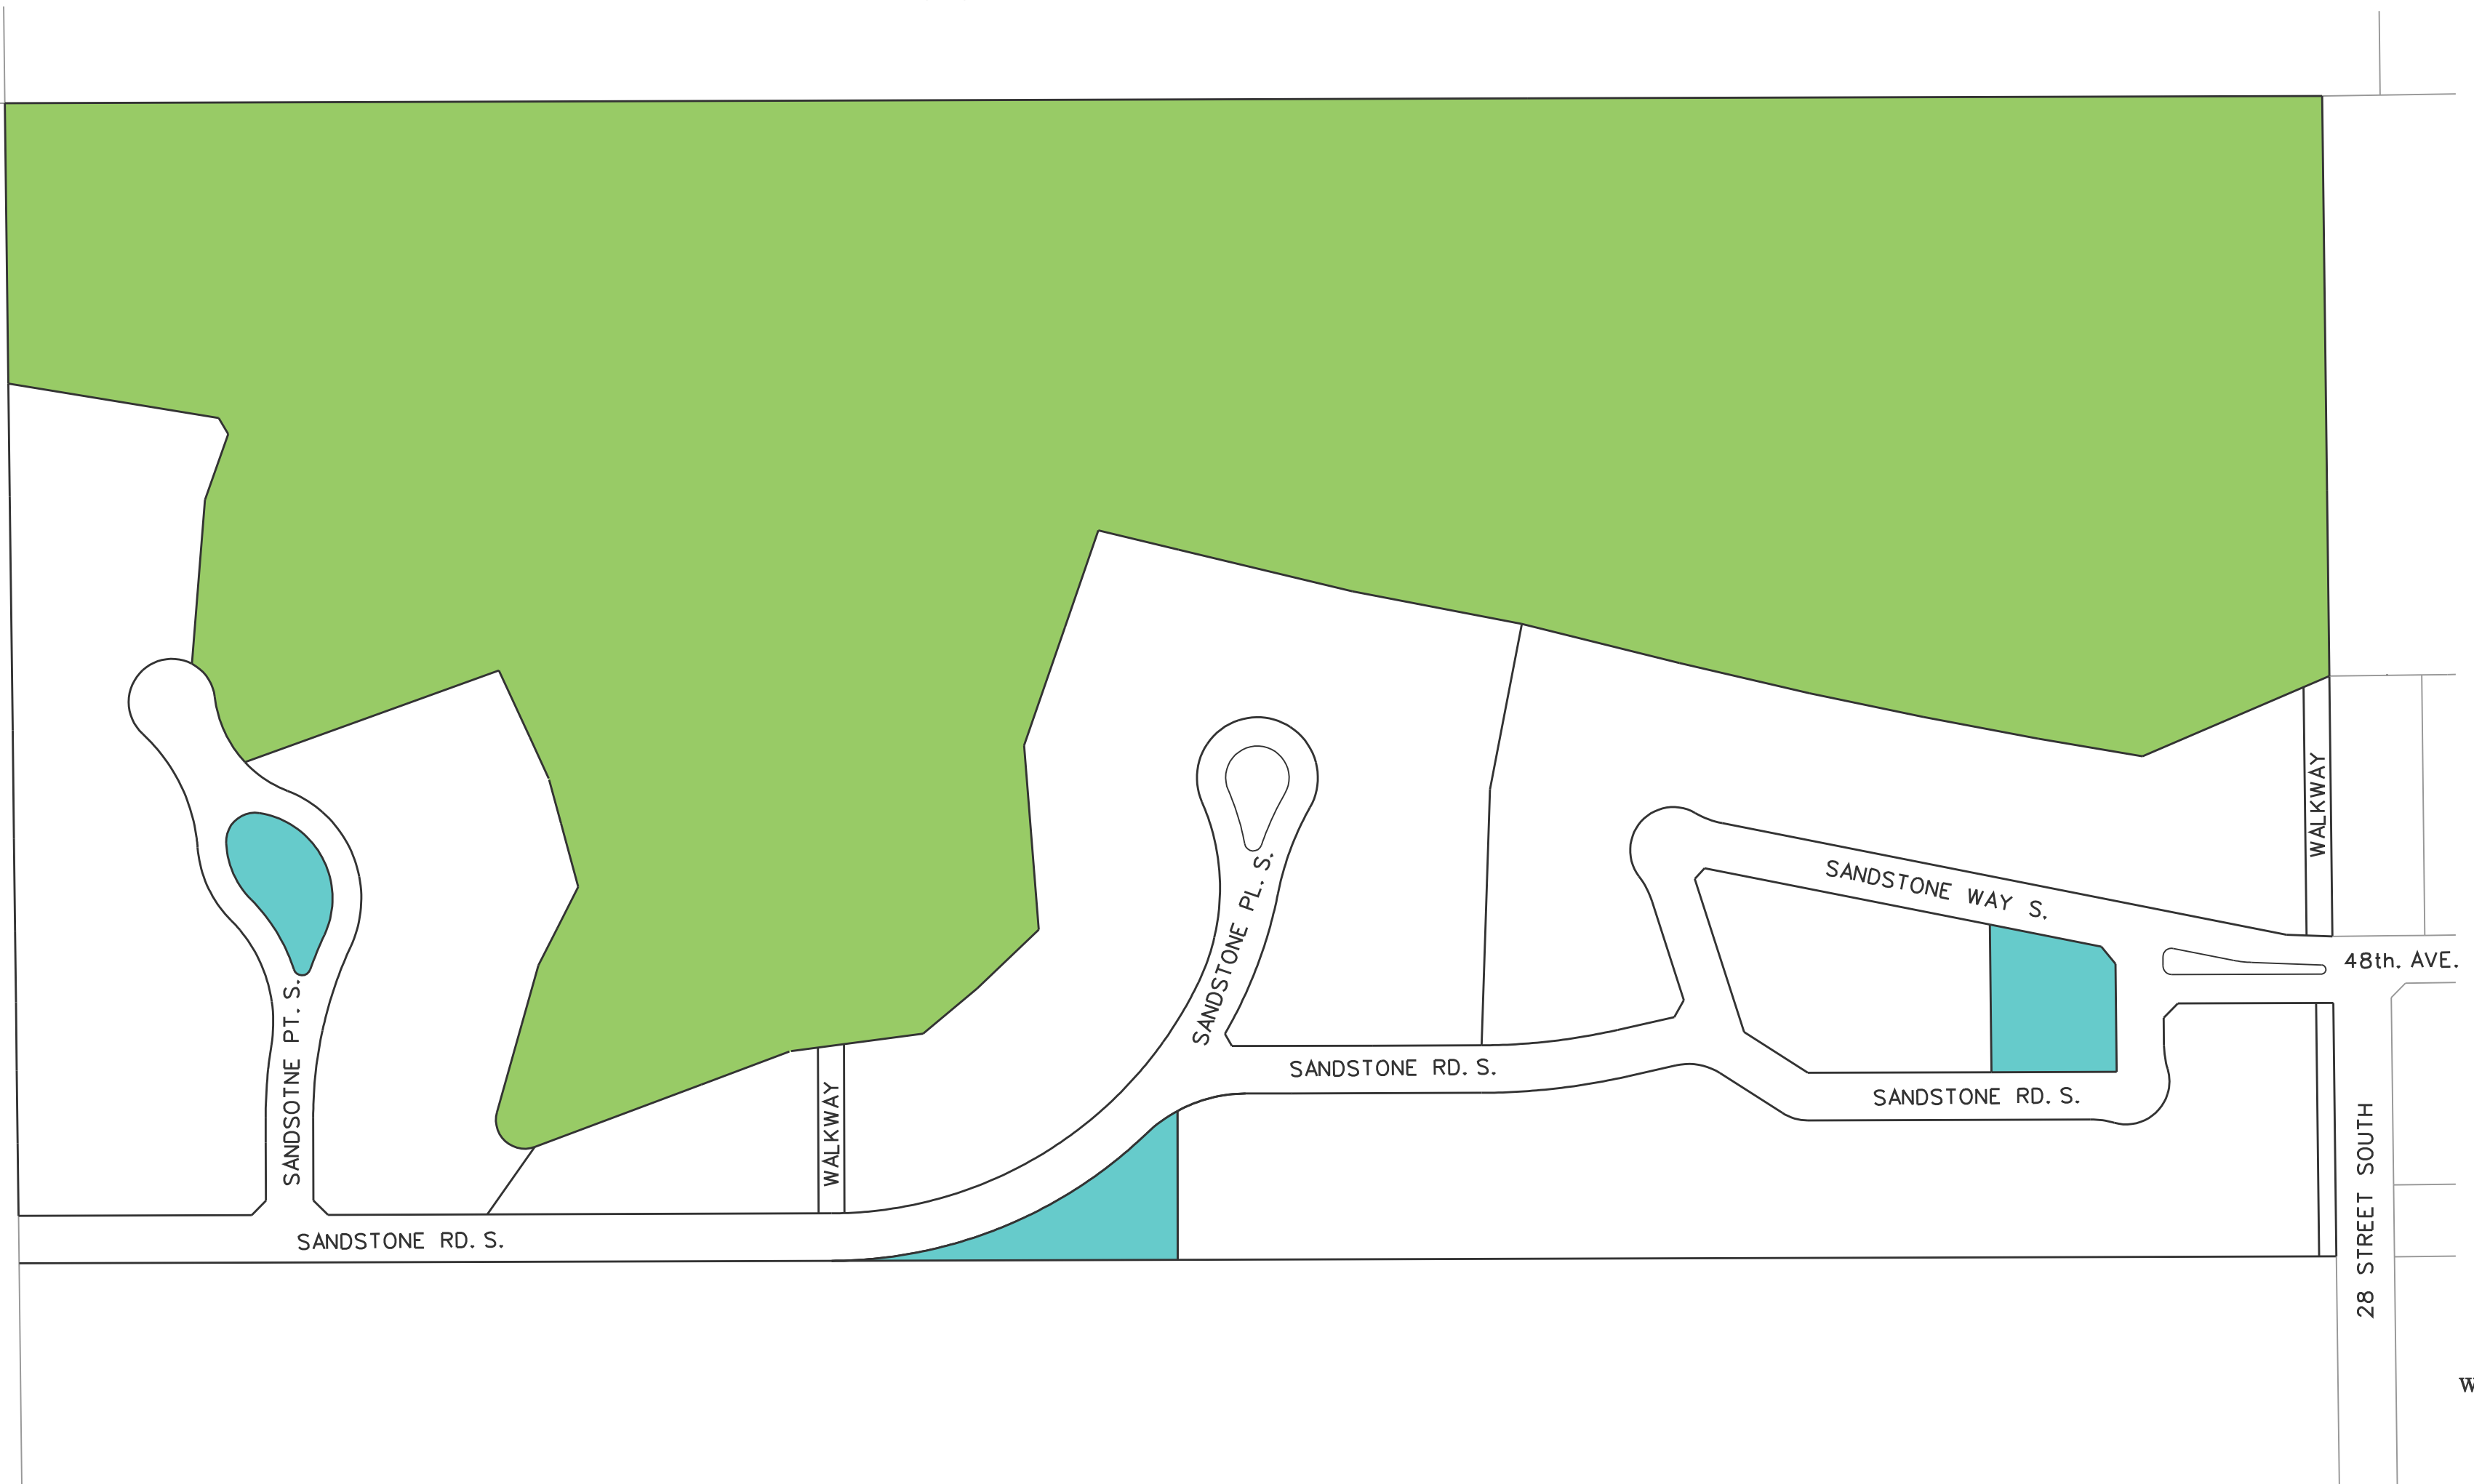 WALKWAY
SANDSTONE WAY S.
48th. AVE.
SANDSTONE PL. S.
SANDSOTNE PT. S.
SANDSTONE RD. S.
SANDSTONE RD. S.
WALKWAY
SANDSTONE RD. S.
28 STREET SOUTH